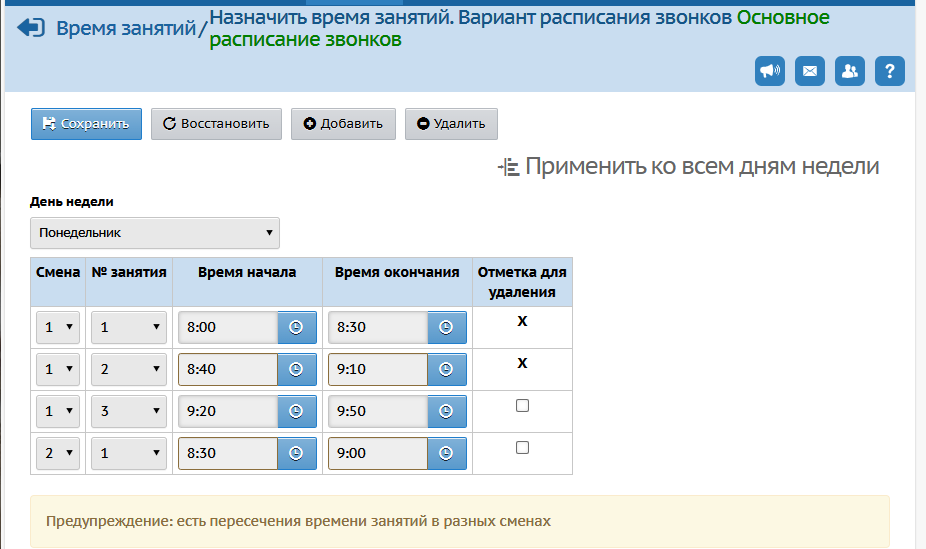 Время занятий/ Назначить время занятий. Вариант расписания звонков Основное
расписание звонков
?
Сохранить Восстановить Добавить Удалить
Применить ко всем дням недели
День недели
Понедельник
Смена № занятия Время начала Время окончания Отметка для
удаления
1 1 8:00 8:30 X
1 2 8:40 9:10 X
1 3 9:20 9:50
2 1 8:30 9:00
Предупреждение: есть пересечения времени занятий в разных сменах